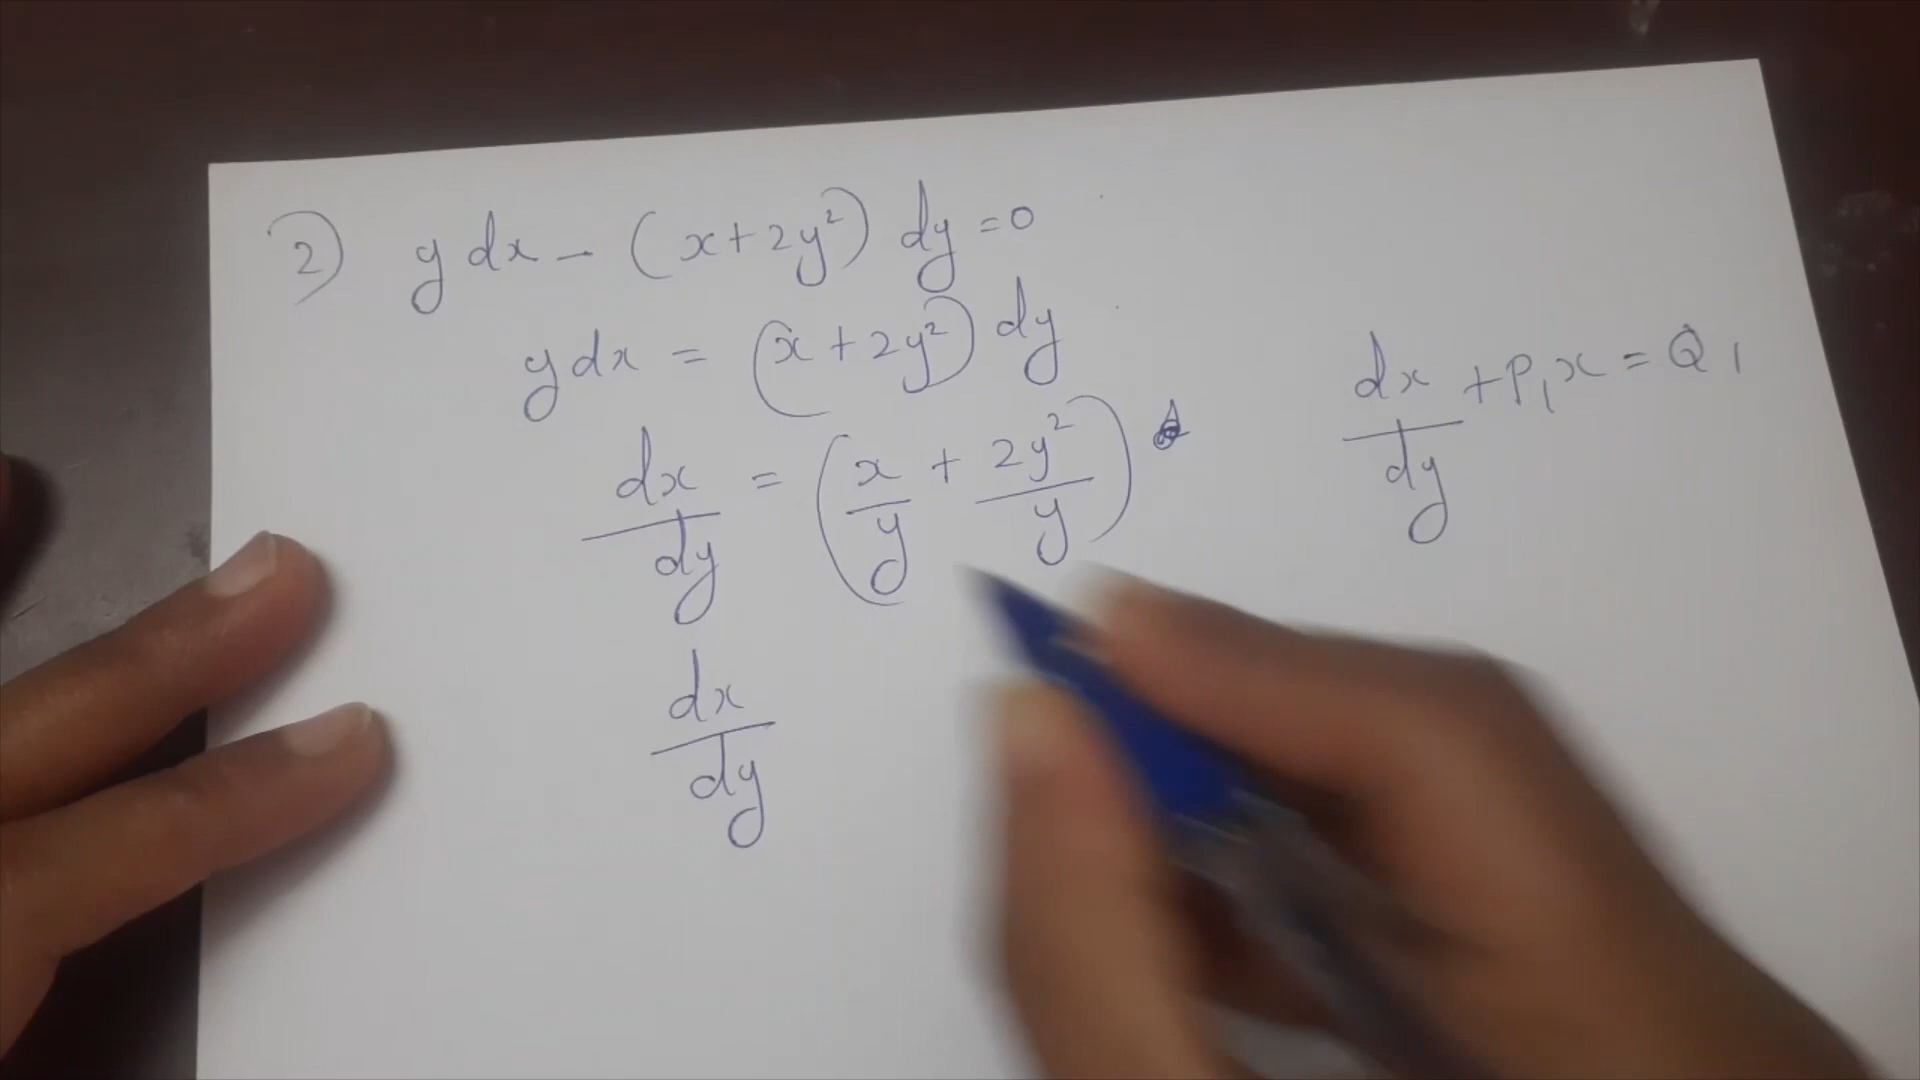 2) y dx - (x + 2y²) dy = 0
y dx = (x + 2y²) dy
dx/dy = (x/y + 2y²/y)
dx/dy + P₁x = Q₁
dx/dy